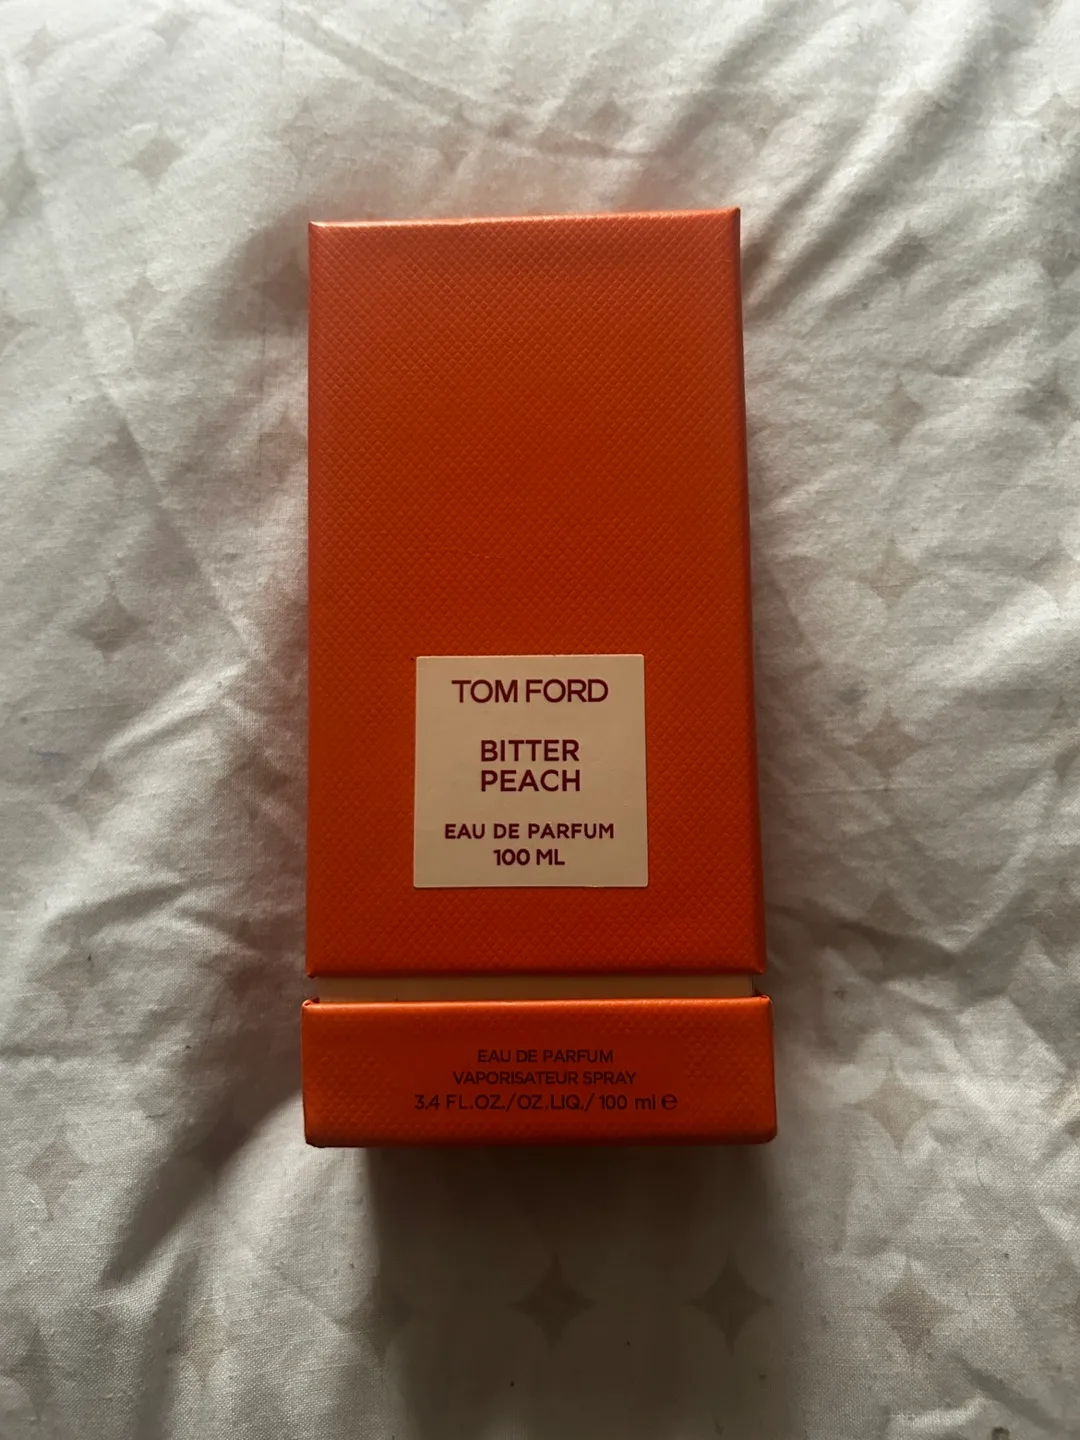 TOM FORD
BITTER
PEACH
EAU DE PARFUM
100 ML
EAU DE PARFUM
VAPORISATEUR SPRAY
3.4 FL.OZ./OZ.LIQ./ 100 ml ℮